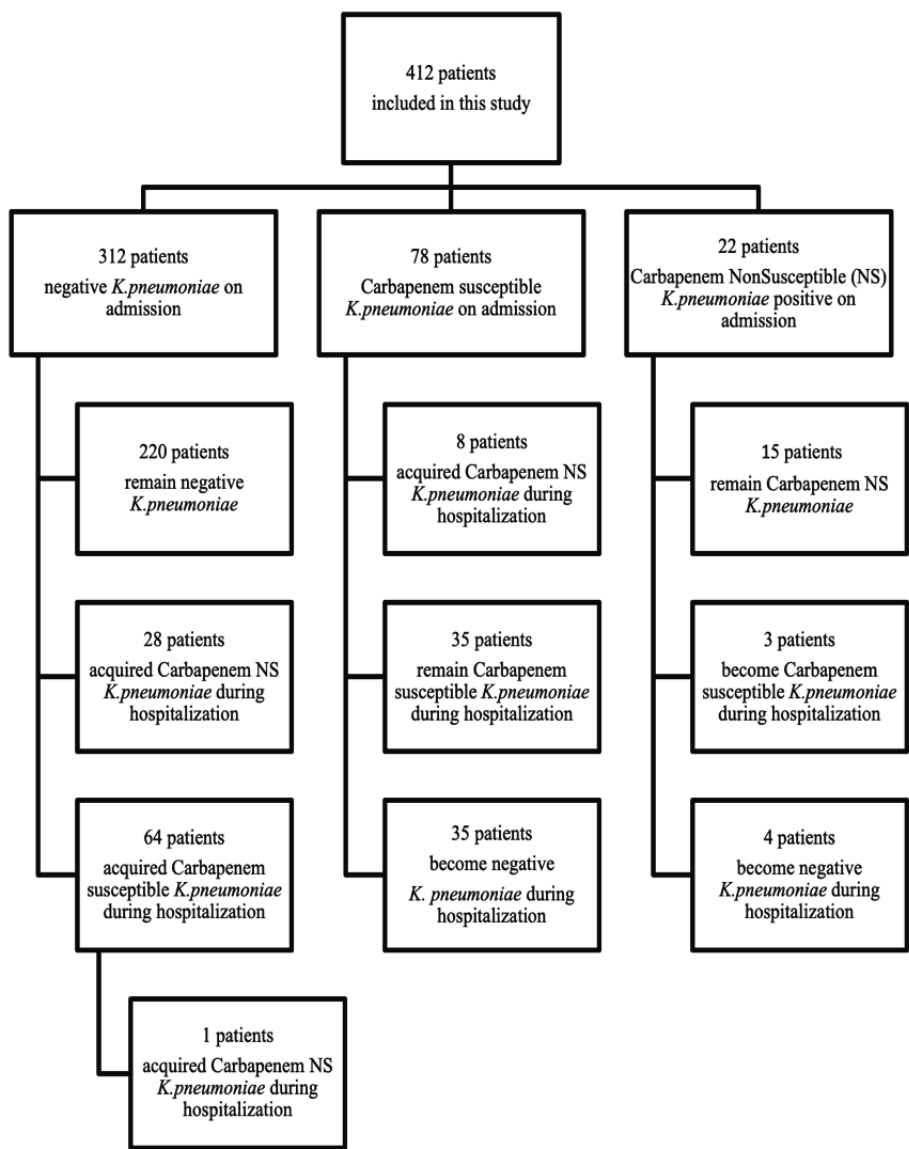 412 patients
included in this study
312 patients
negative K.pneumoniae on
admission
78 patients
Carbapenem susceptible
K.pneumoniae on admission
22 patients
Carbapenem NonSusceptible (NS)
K.pneumoniae positive on
admission
220 patients
remain negative
K.pneumoniae
8 patients
acquired Carbapenem NS
K.pneumoniae during
hospitalization
15 patients
remain Carbapenem NS
K.pneumoniae
28 patients
acquired Carbapenem NS
K.pneumoniae during
hospitalization
35 patients
remain Carbapenem
susceptible K.pneumoniae
during hospitalization
3 patients
become Carbapenem
susceptible K.pneumoniae
during hospitalization
64 patients
acquired Carbapenem
susceptible K.pneumoniae
during hospitalization
35 patients
become negative
K. pneumoniae during
hospitalization
4 patients
become negative
K.pneumoniae during
hospitalization
1 patients
acquired Carbapenem NS
K.pneumoniae during
hospitalization